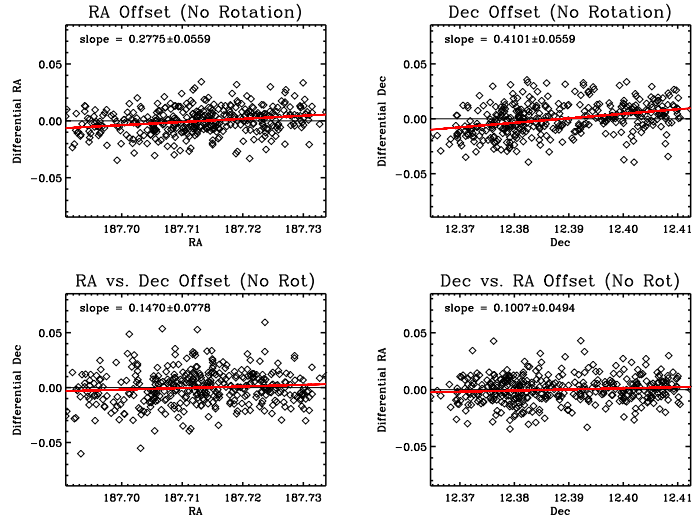 RA Offset (No Rotation)
slope = 0.2775±0.0559
Differential RA
0.05
0.00
−0.05
187.70 187.71 187.72 187.73
RA
Dec Offset (No Rotation)
slope = 0.4101±0.0559
Differential Dec
0.05
0.00
−0.05
12.37 12.38 12.39 12.40 12.41
Dec
RA vs. Dec Offset (No Rot)
slope = 0.1470±0.0778
Differential Dec
0.05
0.00
−0.05
187.70 187.71 187.72 187.73
RA
Dec vs. RA Offset (No Rot)
slope = 0.1007±0.0494
Differential RA
0.05
0.00
−0.05
12.37 12.38 12.39 12.40 12.41
Dec